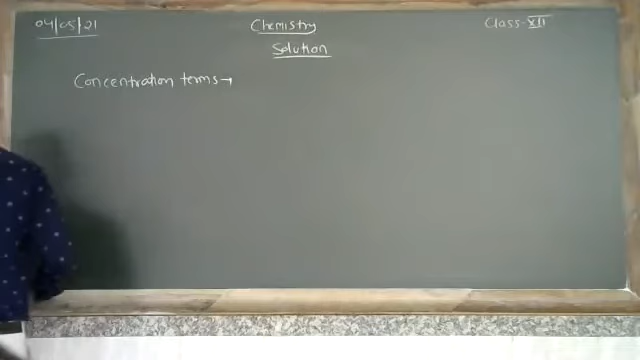 04/05/21 Chemistry Class-XII
Solution
Concentration terms →